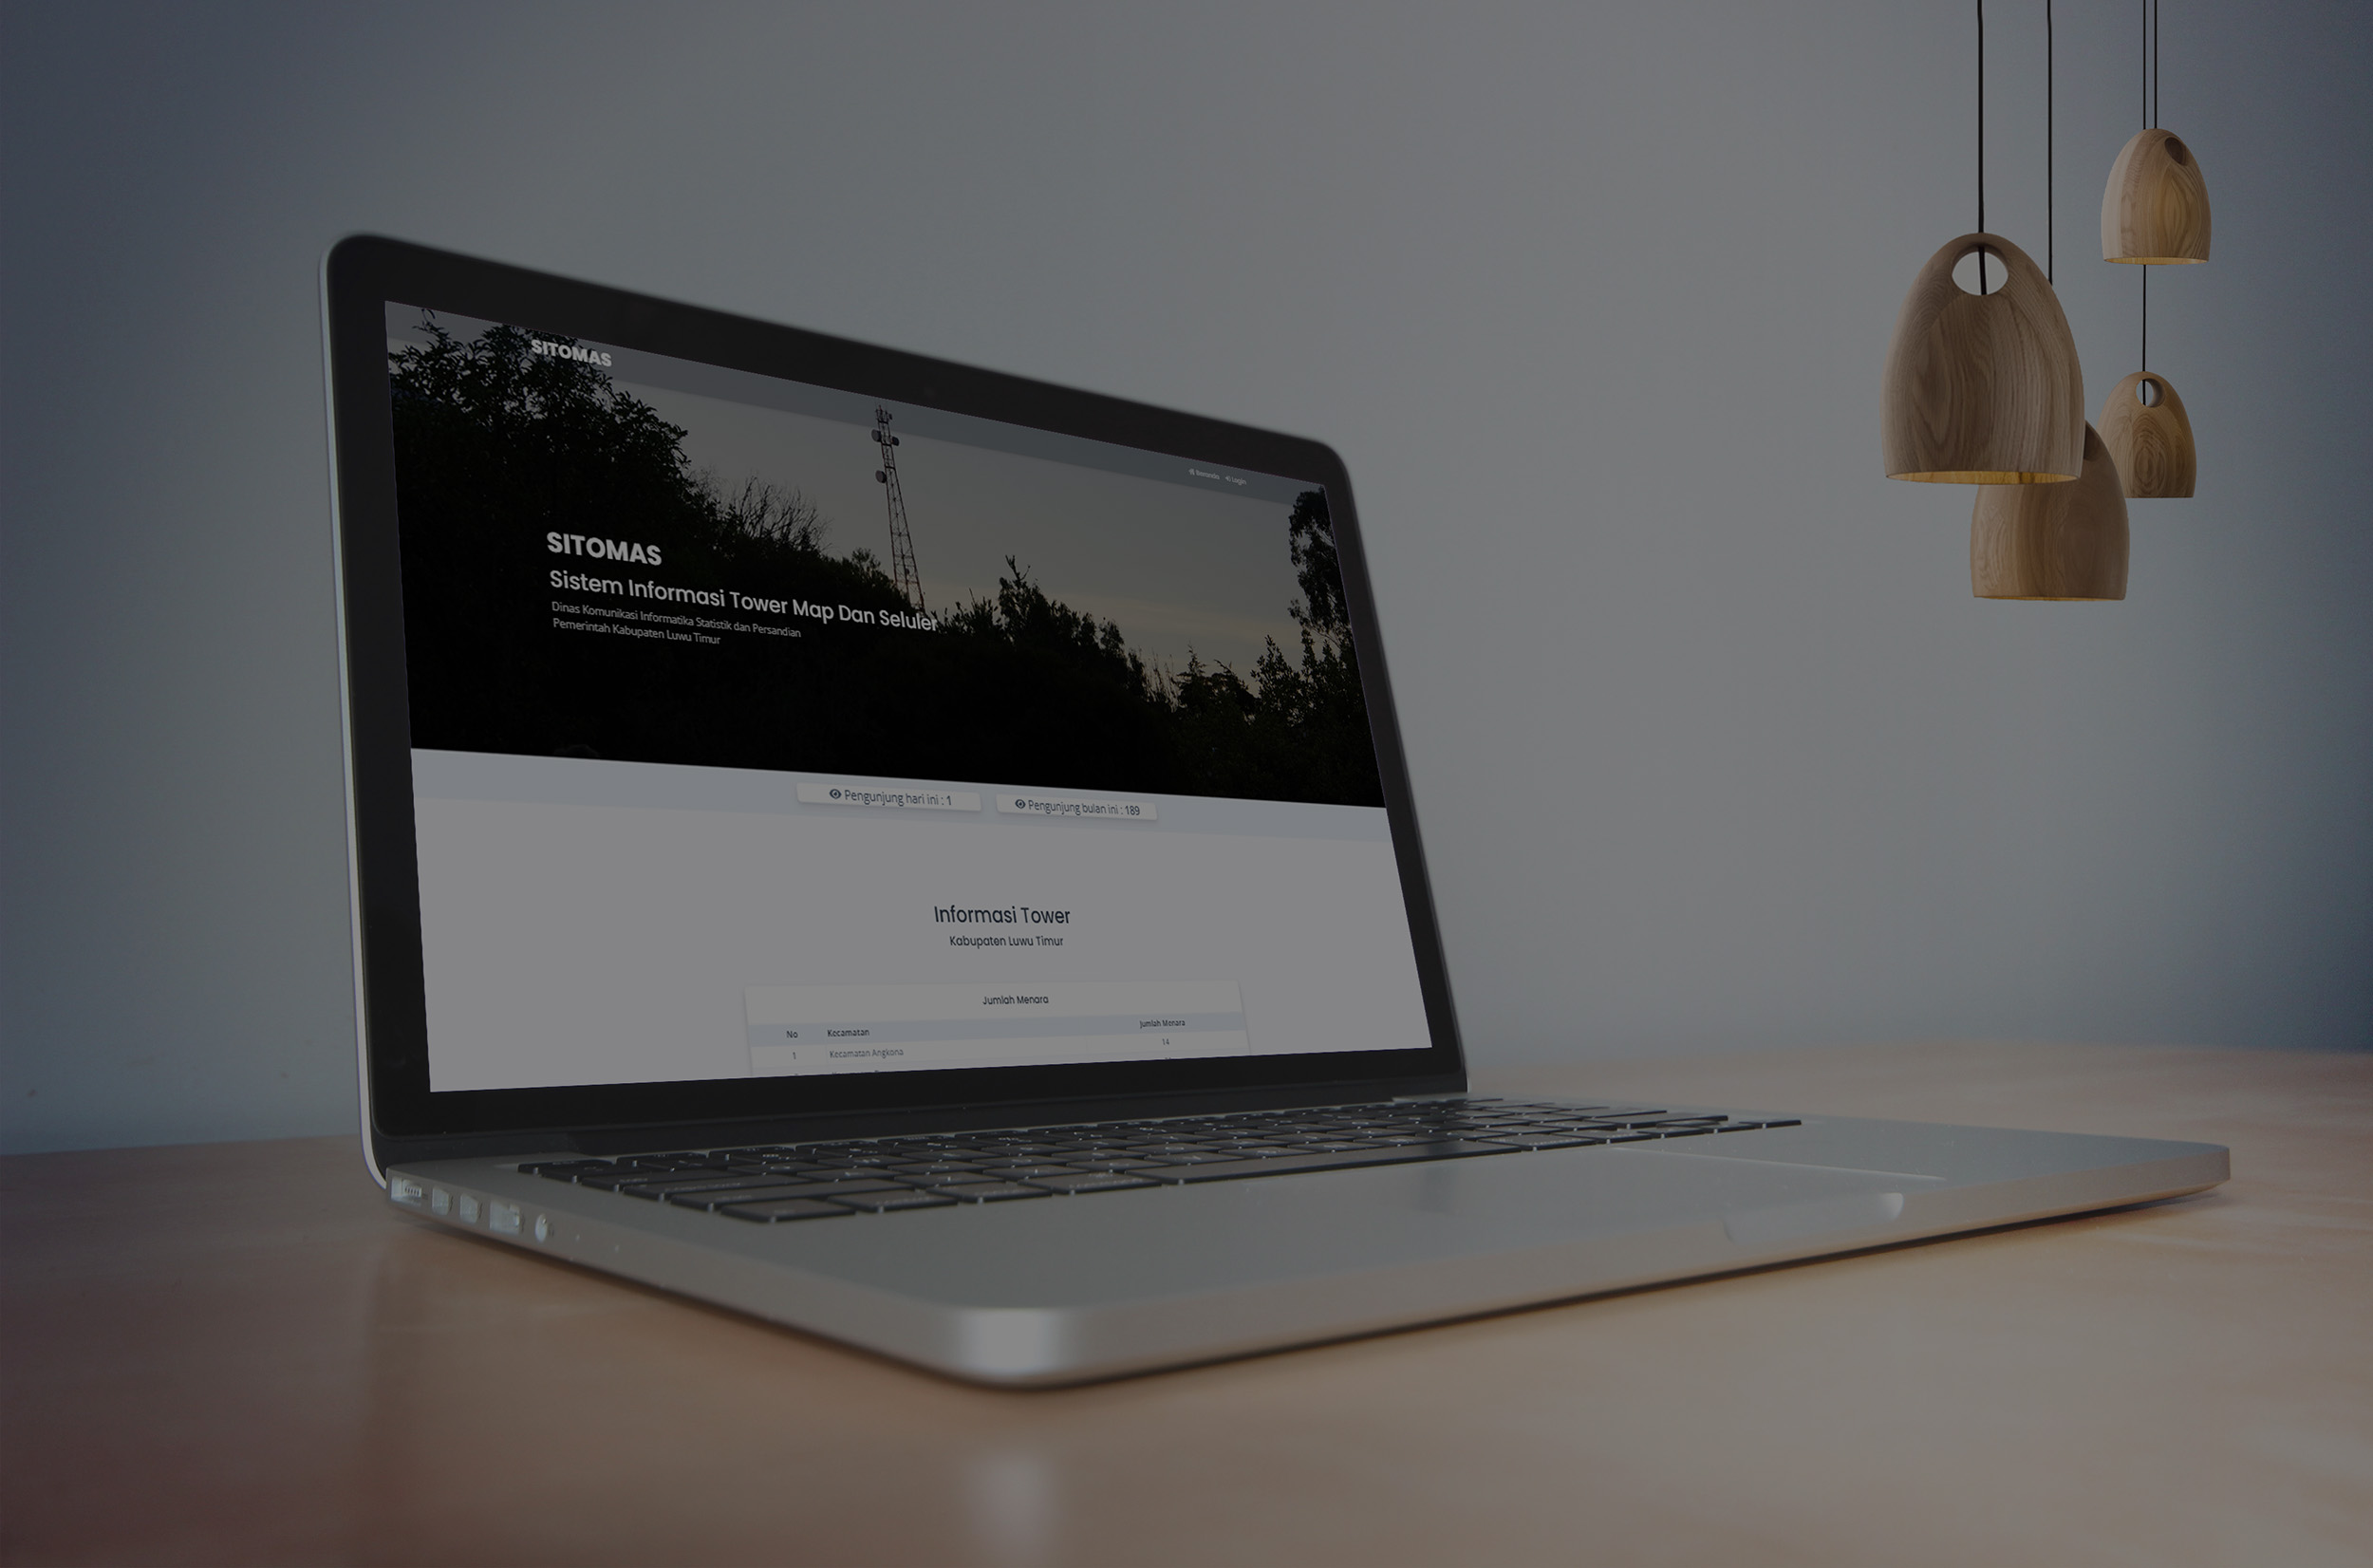 SITOMAS
Beranda Login
SITOMAS
Sistem Informasi Tower Map Dan Seluler
Dinas Komunikasi Informatika Statistik dan Persandian
Pemerintah Kabupaten Luwu Timur
Pengunjung hari ini : 1 Pengunjung bulan ini : 189
Informasi Tower
Kabupaten Luwu Timur
Jumlah Menara
No Kecamatan Jumlah Menara
1 Kecamatan Angkona 14